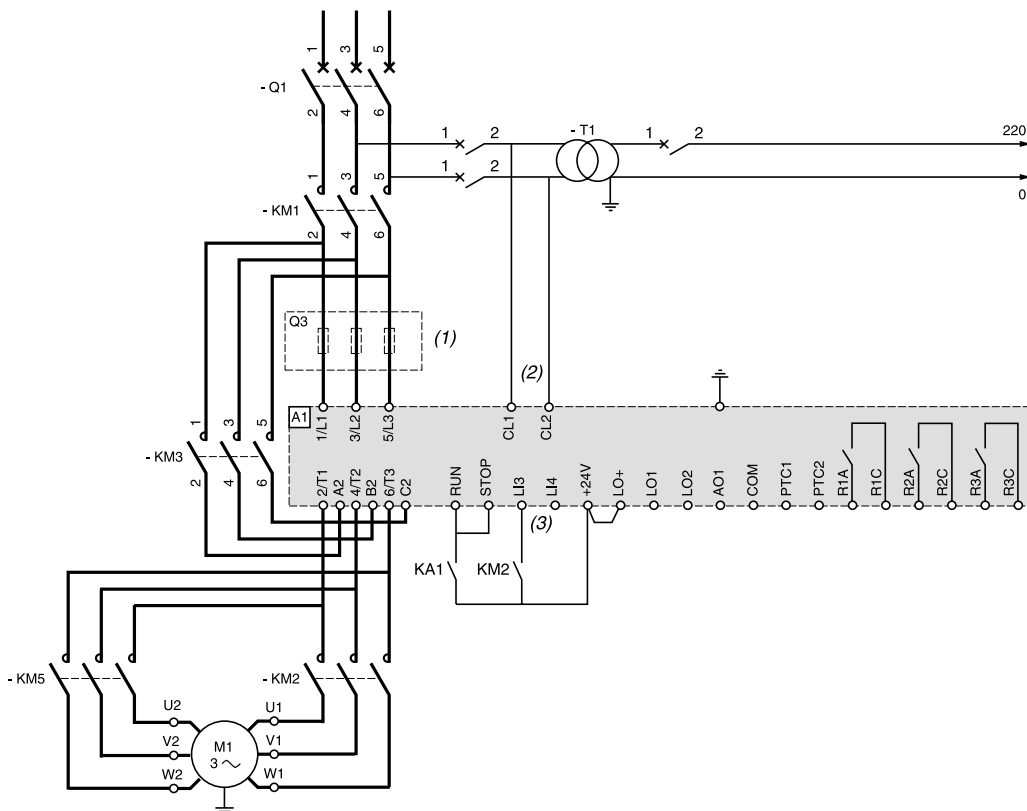 1 3 5
- Q1
2 4 6
1 2 - T1 1 2 220
1 2
0
1 3 5
- KM1
2 4 6
Q3
(1)
(2)
A1 1/L1 3/L2 5/L3 CL1 CL2
1 3 5
- KM3
2 4 6
2/T1 A2 4/T2 B2 6/T3 C2 RUN STOP LI3 LI4 +24V LO+ LO1 LO2 AO1 COM PTC1 PTC2 R1A R1C R2A R2C R3A R3C
(3)
KA1 KM2
- KM5 - KM2
U2 U1
V2 M1 V1
3
W2 W1